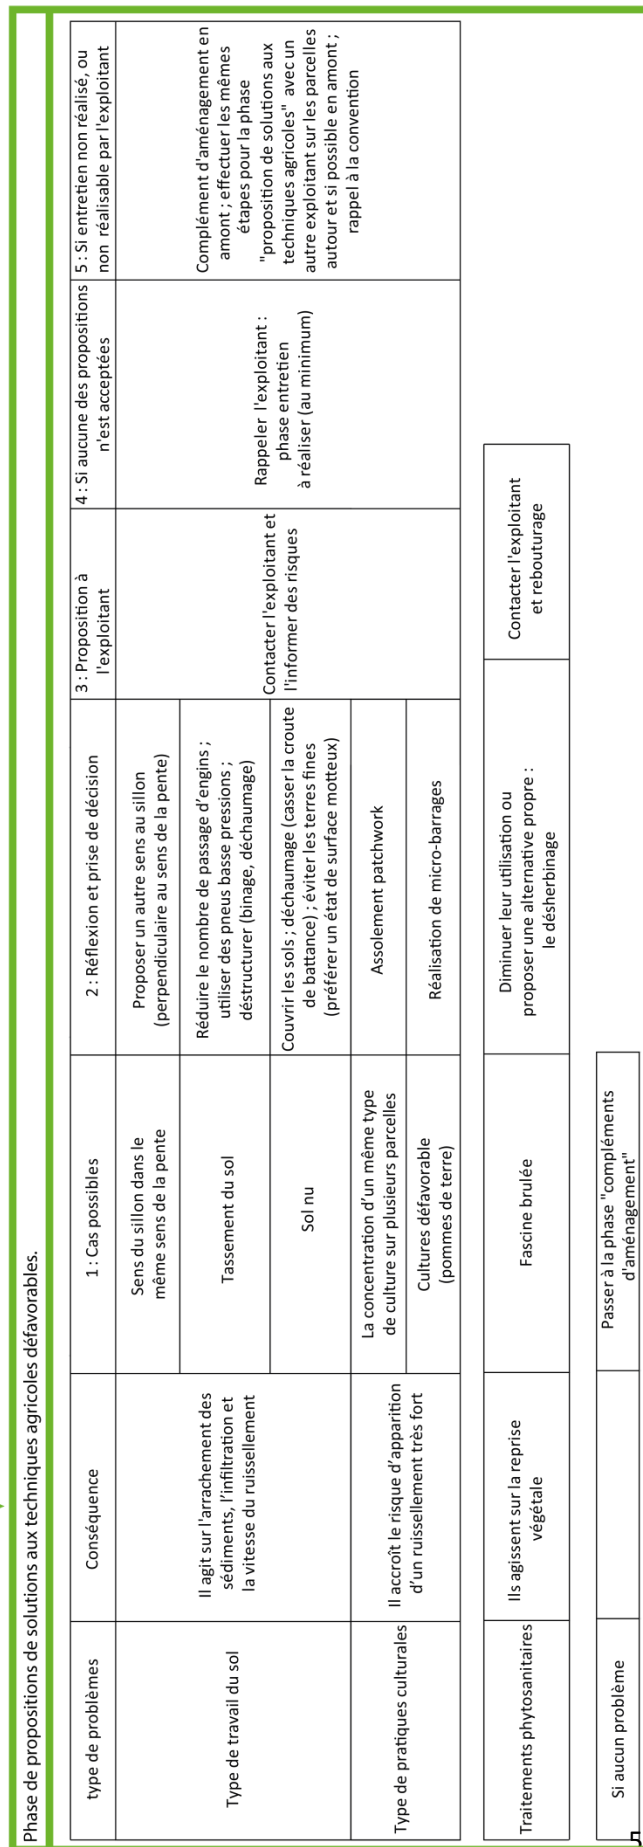 Phase de propositions de solutions aux techniques agricoles défavorables.
type de problèmes
Conséquence
1 : Cas possibles
2 : Réflexion et prise de décision
3 : Proposition à
l'exploitant
4 : Si aucune des propositions
n'est acceptées
5 : Si entretien non réalisé, ou
non réalisable par l'exploitant
Type de travail du sol
Il agit sur l'arrachement des
sédiments, l'infiltration et
la vitesse du ruissellement
Sens du sillon dans le
même sens de la pente
Proposer un autre sens au sillon
(perpendiculaire au sens de la pente)
Tassement du sol
Réduire le nombre de passage d'engins ;
utiliser des pneus basse pressions ;
déstructurer (binage, déchaumage)
Sol nu
Couvrir les sols ; déchaumage (casser la croute
de battance) ; éviter les terres fines
(préférer un état de surface motteux)
Contacter l'exploitant et
l'informer des risques
Rappeler l'exploitant :
phase entretien
à réaliser (au minimum)
Complément d'aménagement en
amont ; effectuer les mêmes
étapes pour la phase
"proposition de solutions aux
techniques agricoles" avec un
autre exploitant sur les parcelles
autour et si possible en amont ;
rappel à la convention
Type de pratiques culturales
Il accroît le risque d'apparition
d'un ruissellement très fort
La concentration d'un même type
de culture sur plusieurs parcelles
Assolement patchwork
Cultures défavorable
(pommes de terre)
Réalisation de micro-barrages
Traitements phytosanitaires
Ils agissent sur la reprise
végétale
Fascine brulée
Diminuer leur utilisation ou
proposer une alternative propre :
le désherbinage
Contacter l'exploitant
et rebouturage
Si aucun problème
Passer à la phase "compléments
d'aménagement"